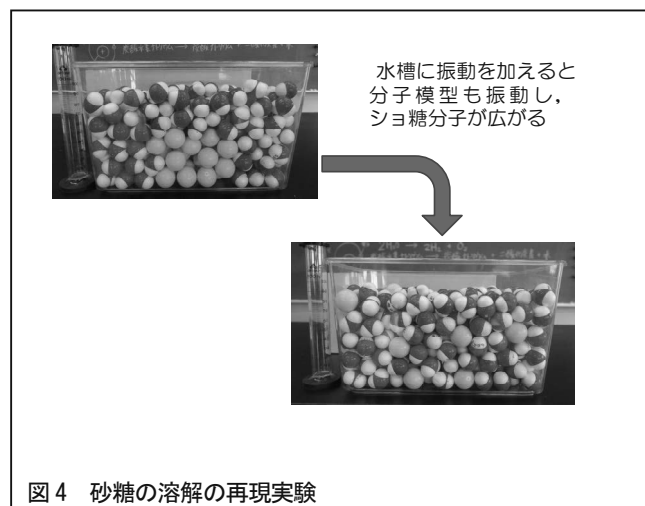 水槽に振動を加えると
分子模型も振動し，
ショ糖分子が広がる
図４　砂糖の溶解の再現実験